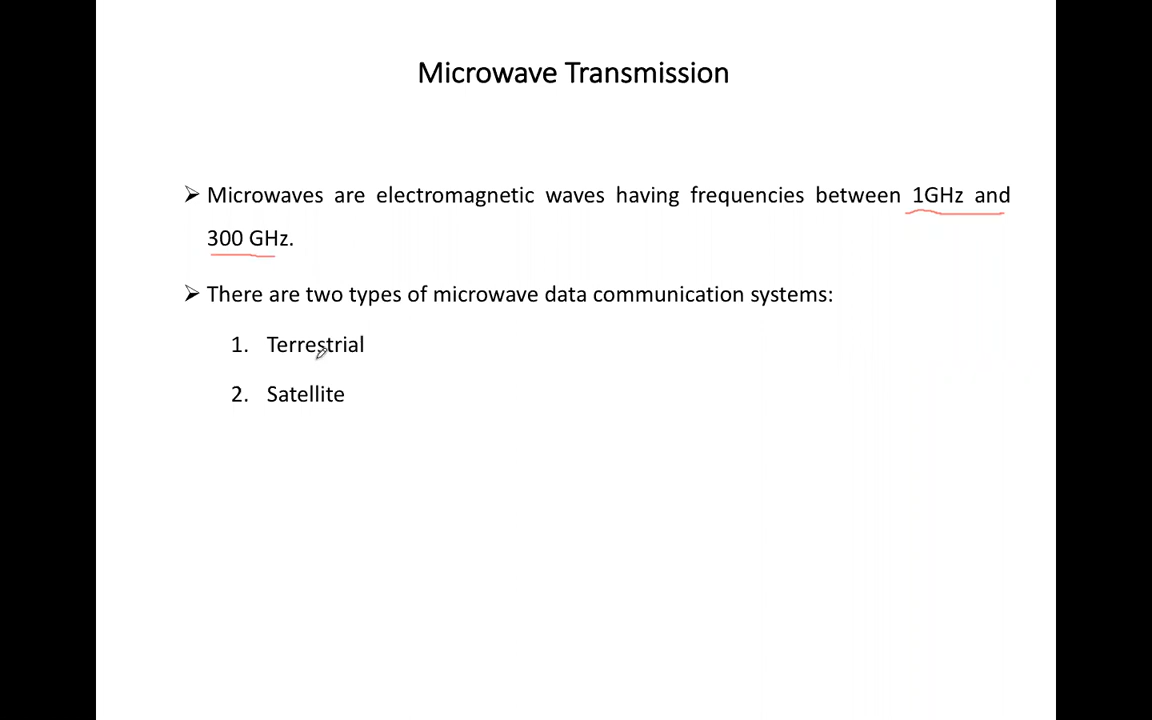 Microwave Transmission
➢ Microwaves are electromagnetic waves having frequencies between 1GHz and
300 GHz.
➢ There are two types of microwave data communication systems:
1. Terrestrial
2. Satellite